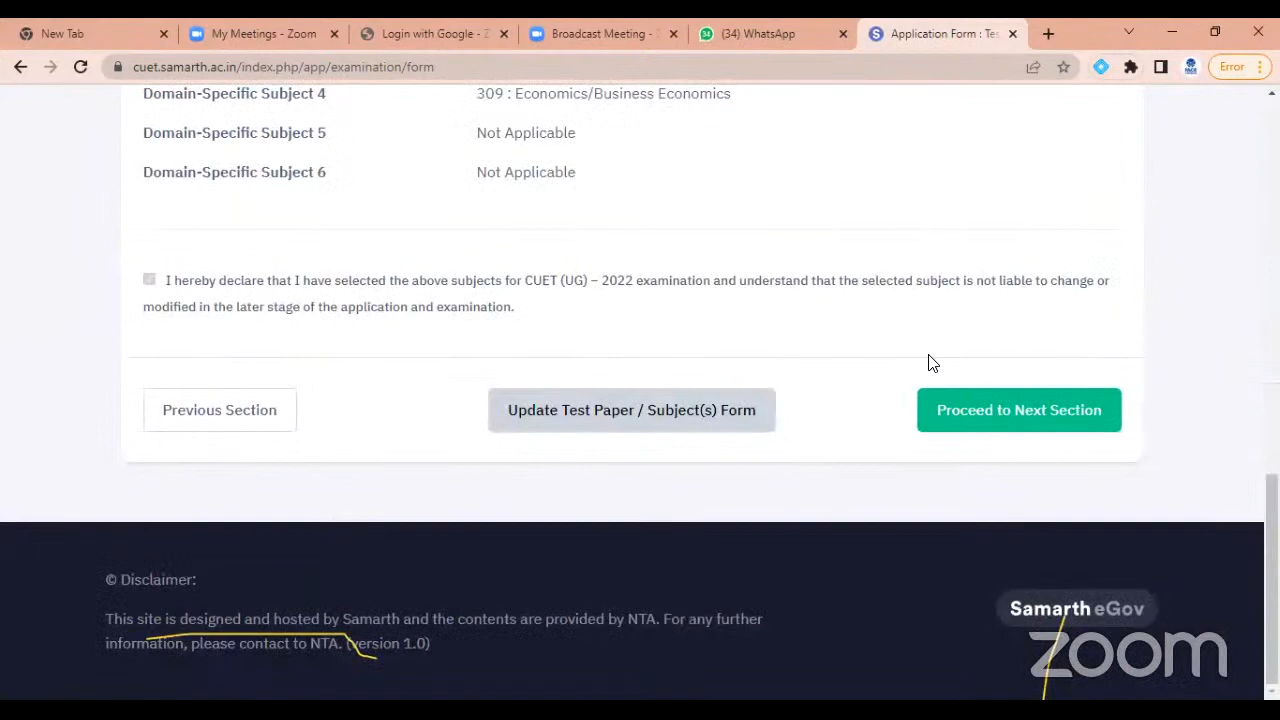 New Tab
My Meetings - Zoom
Login with Google - Z
Broadcast Meeting -
(34) WhatsApp
Application Form : Tes
cuet.samarth.ac.in/index.php/app/examination/form
Error
Domain-Specific Subject 4 309 : Economics/Business Economics
Domain-Specific Subject 5 Not Applicable
Domain-Specific Subject 6 Not Applicable
I hereby declare that I have selected the above subjects for CUET (UG) – 2022 examination and understand that the selected subject is not liable to change or
modified in the later stage of the application and examination.
Previous Section
Update Test Paper / Subject(s) Form
Proceed to Next Section
© Disclaimer:
This site is designed and hosted by Samarth and the contents are provided by NTA. For any further
information, please contact to NTA. (version 1.0)
Samarth eGov
zoom